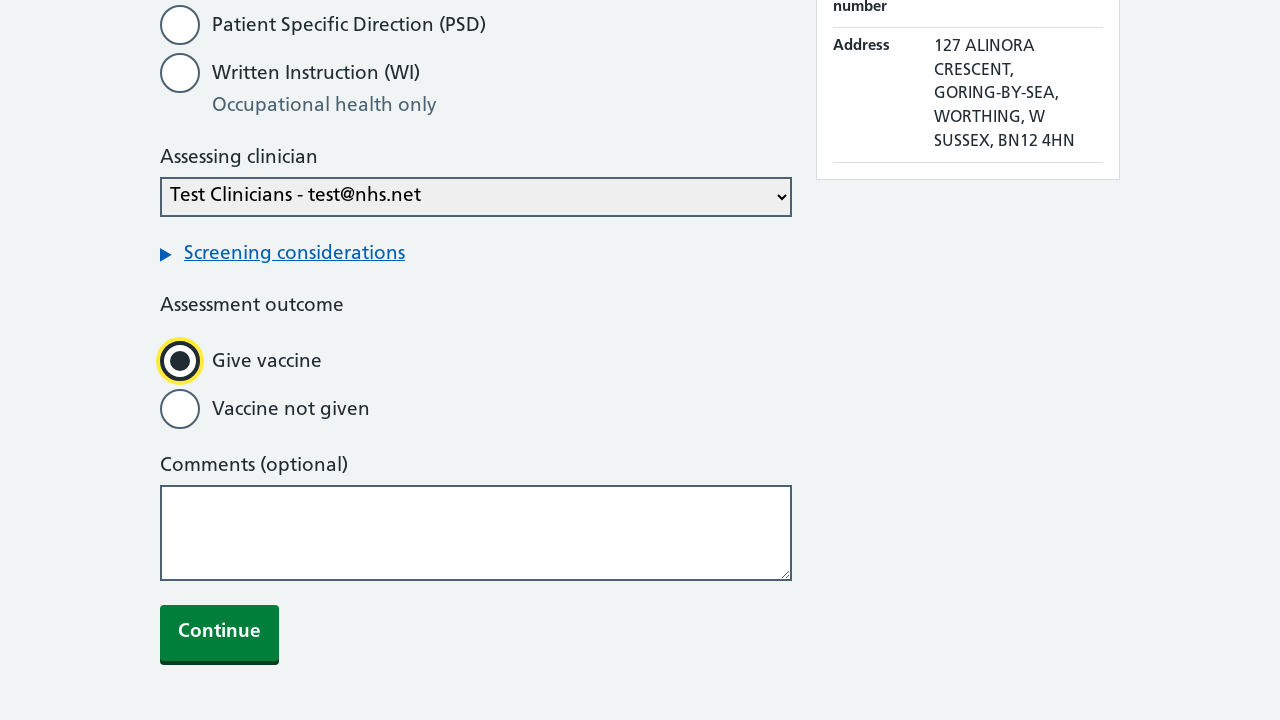 Patient Specific Direction (PSD)
Written Instruction (WI)
Occupational health only
Assessing clinician
Test Clinicians - test@nhs.net
Screening considerations
Assessment outcome
Give vaccine
Vaccine not given
Comments (optional)
Continue
number
Address
127 ALINORA
CRESCENT,
GORING-BY-SEA,
WORTHING, W
SUSSEX, BN12 4HN